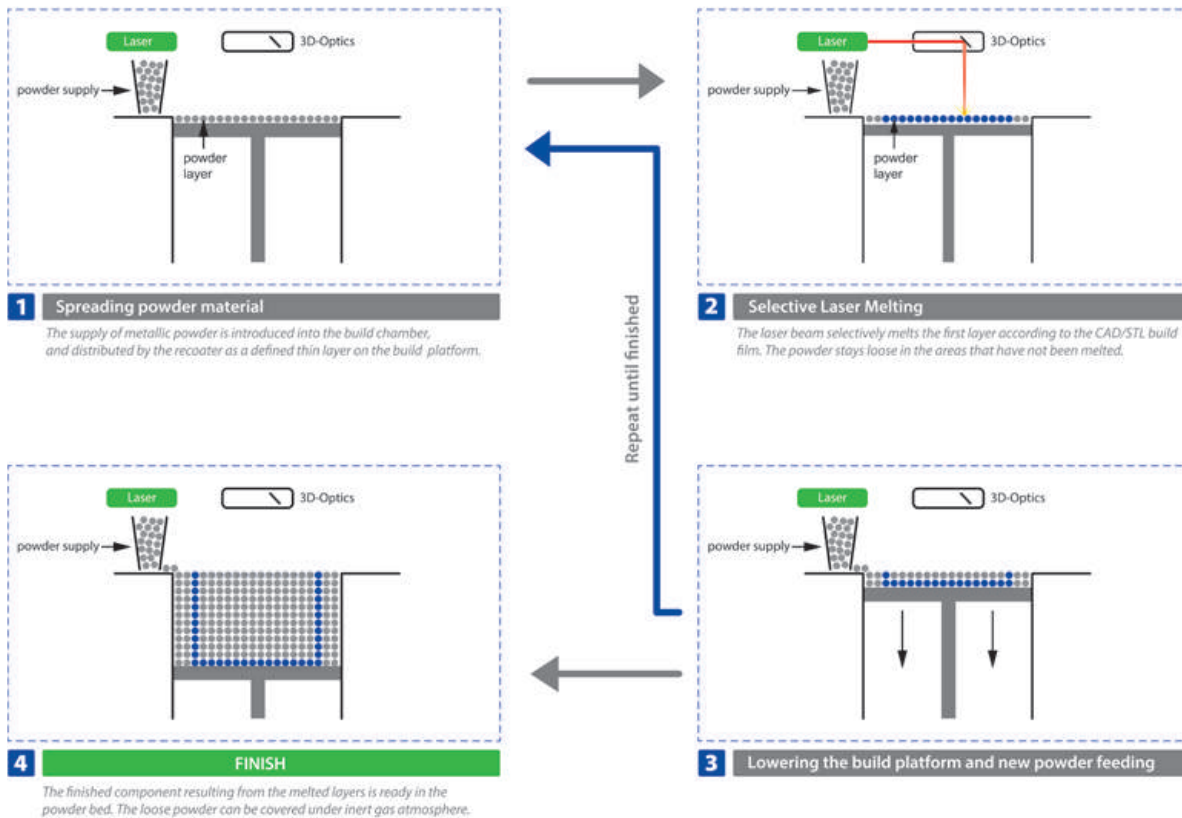 Laser
3D-Optics
powder supply
powder
layer
1 Spreading powder material
The supply of metallic powder is introduced into the build chamber,
and distributed by the recoater as a defined thin layer on the build platform.
Laser
3D-Optics
powder supply
powder
layer
2 Selective Laser Melting
The laser beam selectively melts the first layer according to the CAD/STL build
film. The powder stays loose in the areas that have not been melted.
Repeat until finished
Laser
3D-Optics
powder supply
3 Lowering the build platform and new powder feeding
Laser
3D-Optics
powder supply
4 FINISH
The finished component resulting from the melted layers is ready in the
powder bed. The loose powder can be covered under inert gas atmosphere.